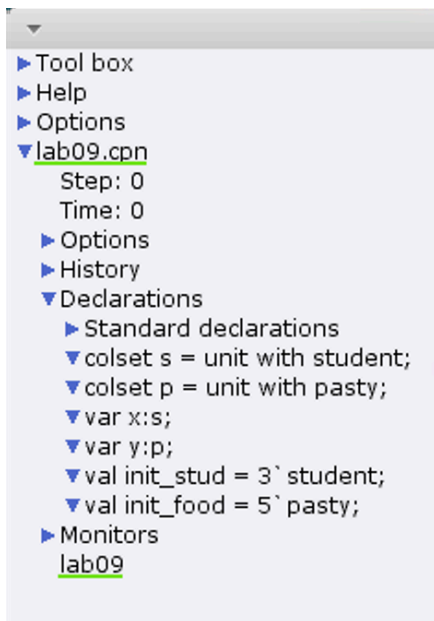 Tool box
Help
Options
lab09.cpn
Step: 0
Time: 0
Options
History
Declarations
Standard declarations
colset s = unit with student;
colset p = unit with pasty;
var x:s;
var y:p;
val init_stud = 3`student;
val init_food = 5`pasty;
Monitors
lab09